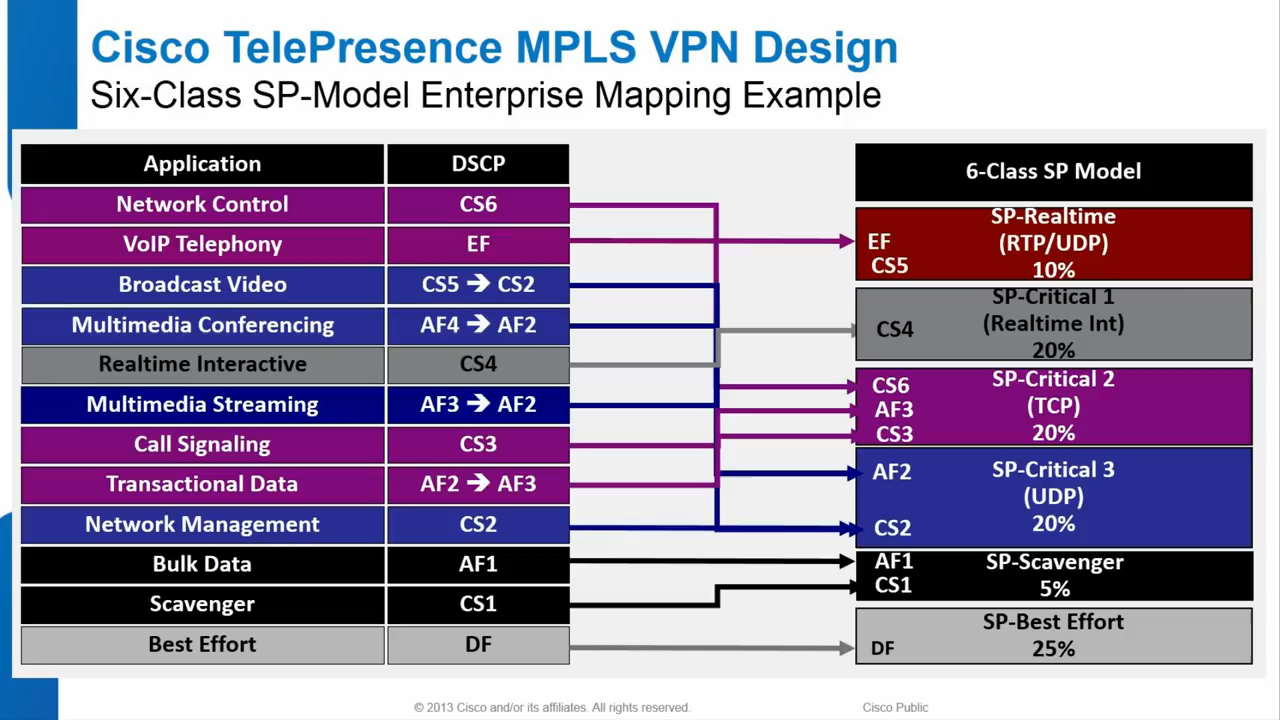 Cisco TelePresence MPLS VPN Design
Six-Class SP-Model Enterprise Mapping Example
Application DSCP
Network Control CS6
VoIP Telephony EF
Broadcast Video CS5 ➔ CS2
Multimedia Conferencing AF4 ➔ AF2
Realtime Interactive CS4
Multimedia Streaming AF3 ➔ AF2
Call Signaling CS3
Transactional Data AF2 ➔ AF3
Network Management CS2
Bulk Data AF1
Scavenger CS1
Best Effort DF
6-Class SP Model
SP-Realtime
EF (RTP/UDP)
CS5 10%
SP-Critical 1
CS4 (Realtime Int)
20%
CS6 SP-Critical 2
AF3 (TCP)
CS3 20%
AF2 SP-Critical 3
(UDP)
CS2 20%
AF1 SP-Scavenger
CS1 5%
SP-Best Effort
DF 25%
© 2013 Cisco and/or its affiliates. All rights reserved. Cisco Public